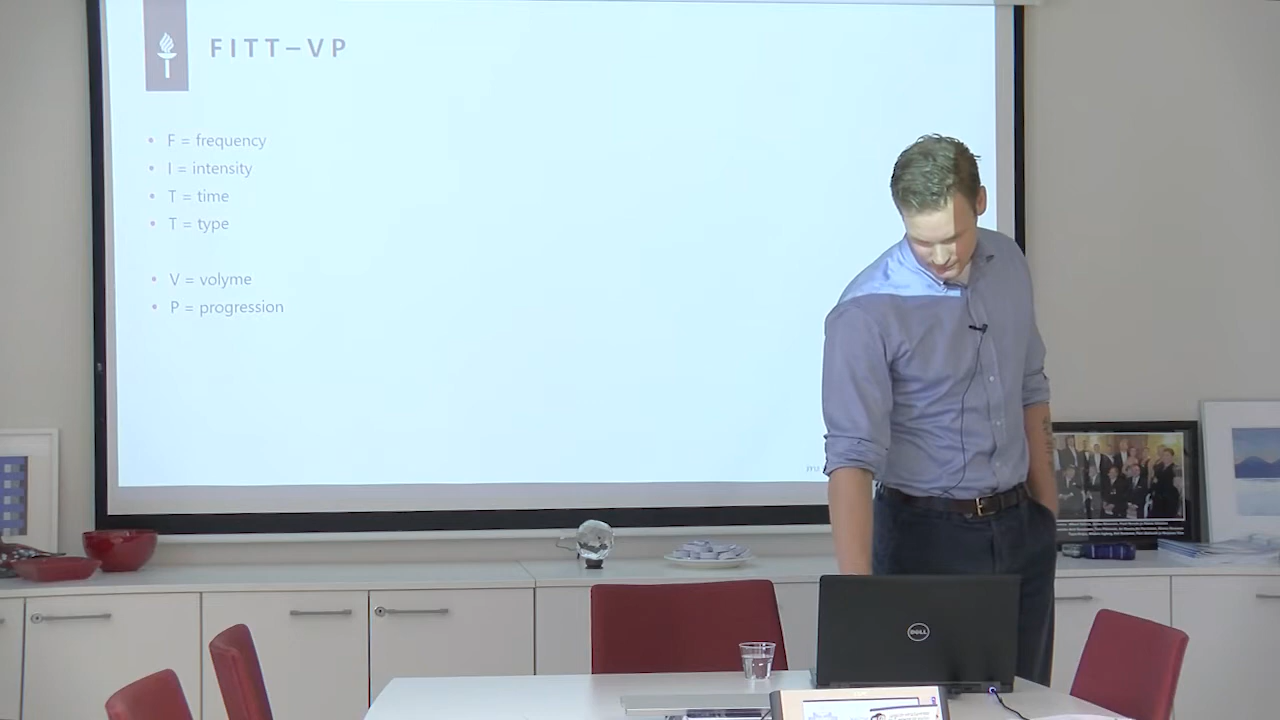 FITT–VP
• F = frequency
• I = intensity
• T = time
• T = type
• V = volyme
• P = progression
DELL